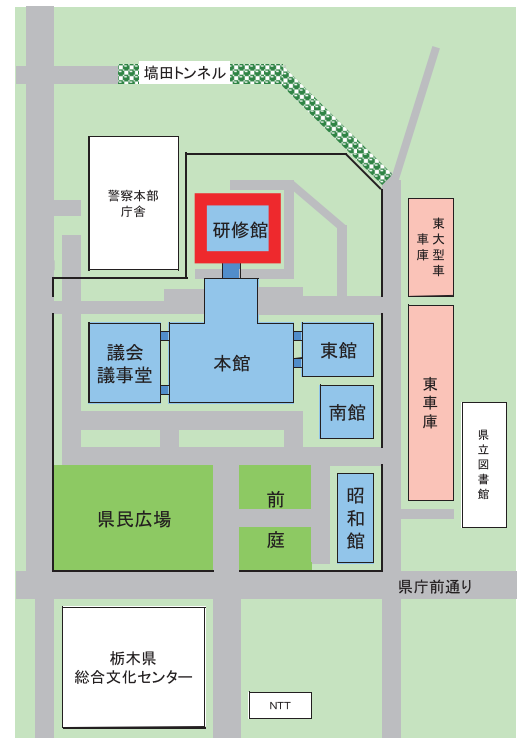 塙田トンネル
警察本部
庁舎
研修館
東大型車
車庫
議会
議事堂
本館
東館
東車庫
南館
県立図書館
県民広場
前庭
昭和館
県庁前通り
栃木県
総合文化センター
NTT